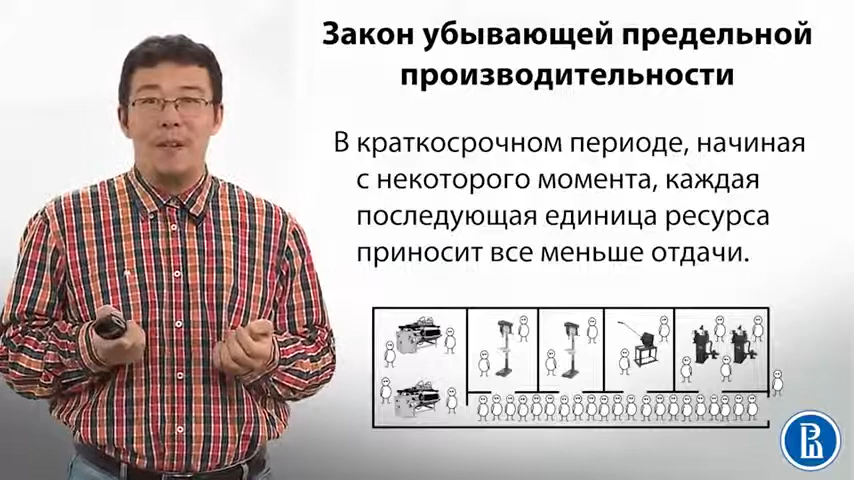 Закон убывающей предельной
производительности
В краткосрочном периоде, начиная
с некоторого момента, каждая
последующая единица ресурса
приносит все меньше отдачи.